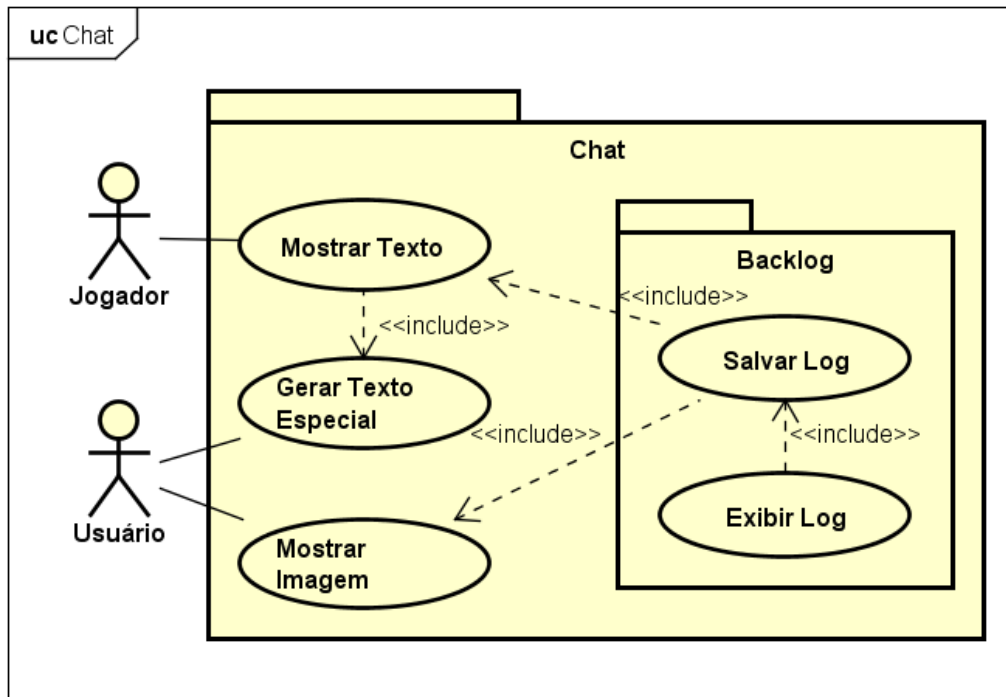 uc Chat
Chat
Jogador
Mostrar Texto
Backlog
<<include>>
<<include>>
Salvar Log
Gerar Texto
Especial
<<include>>
<<include>>
Usuário
Mostrar
Imagem
Exibir Log